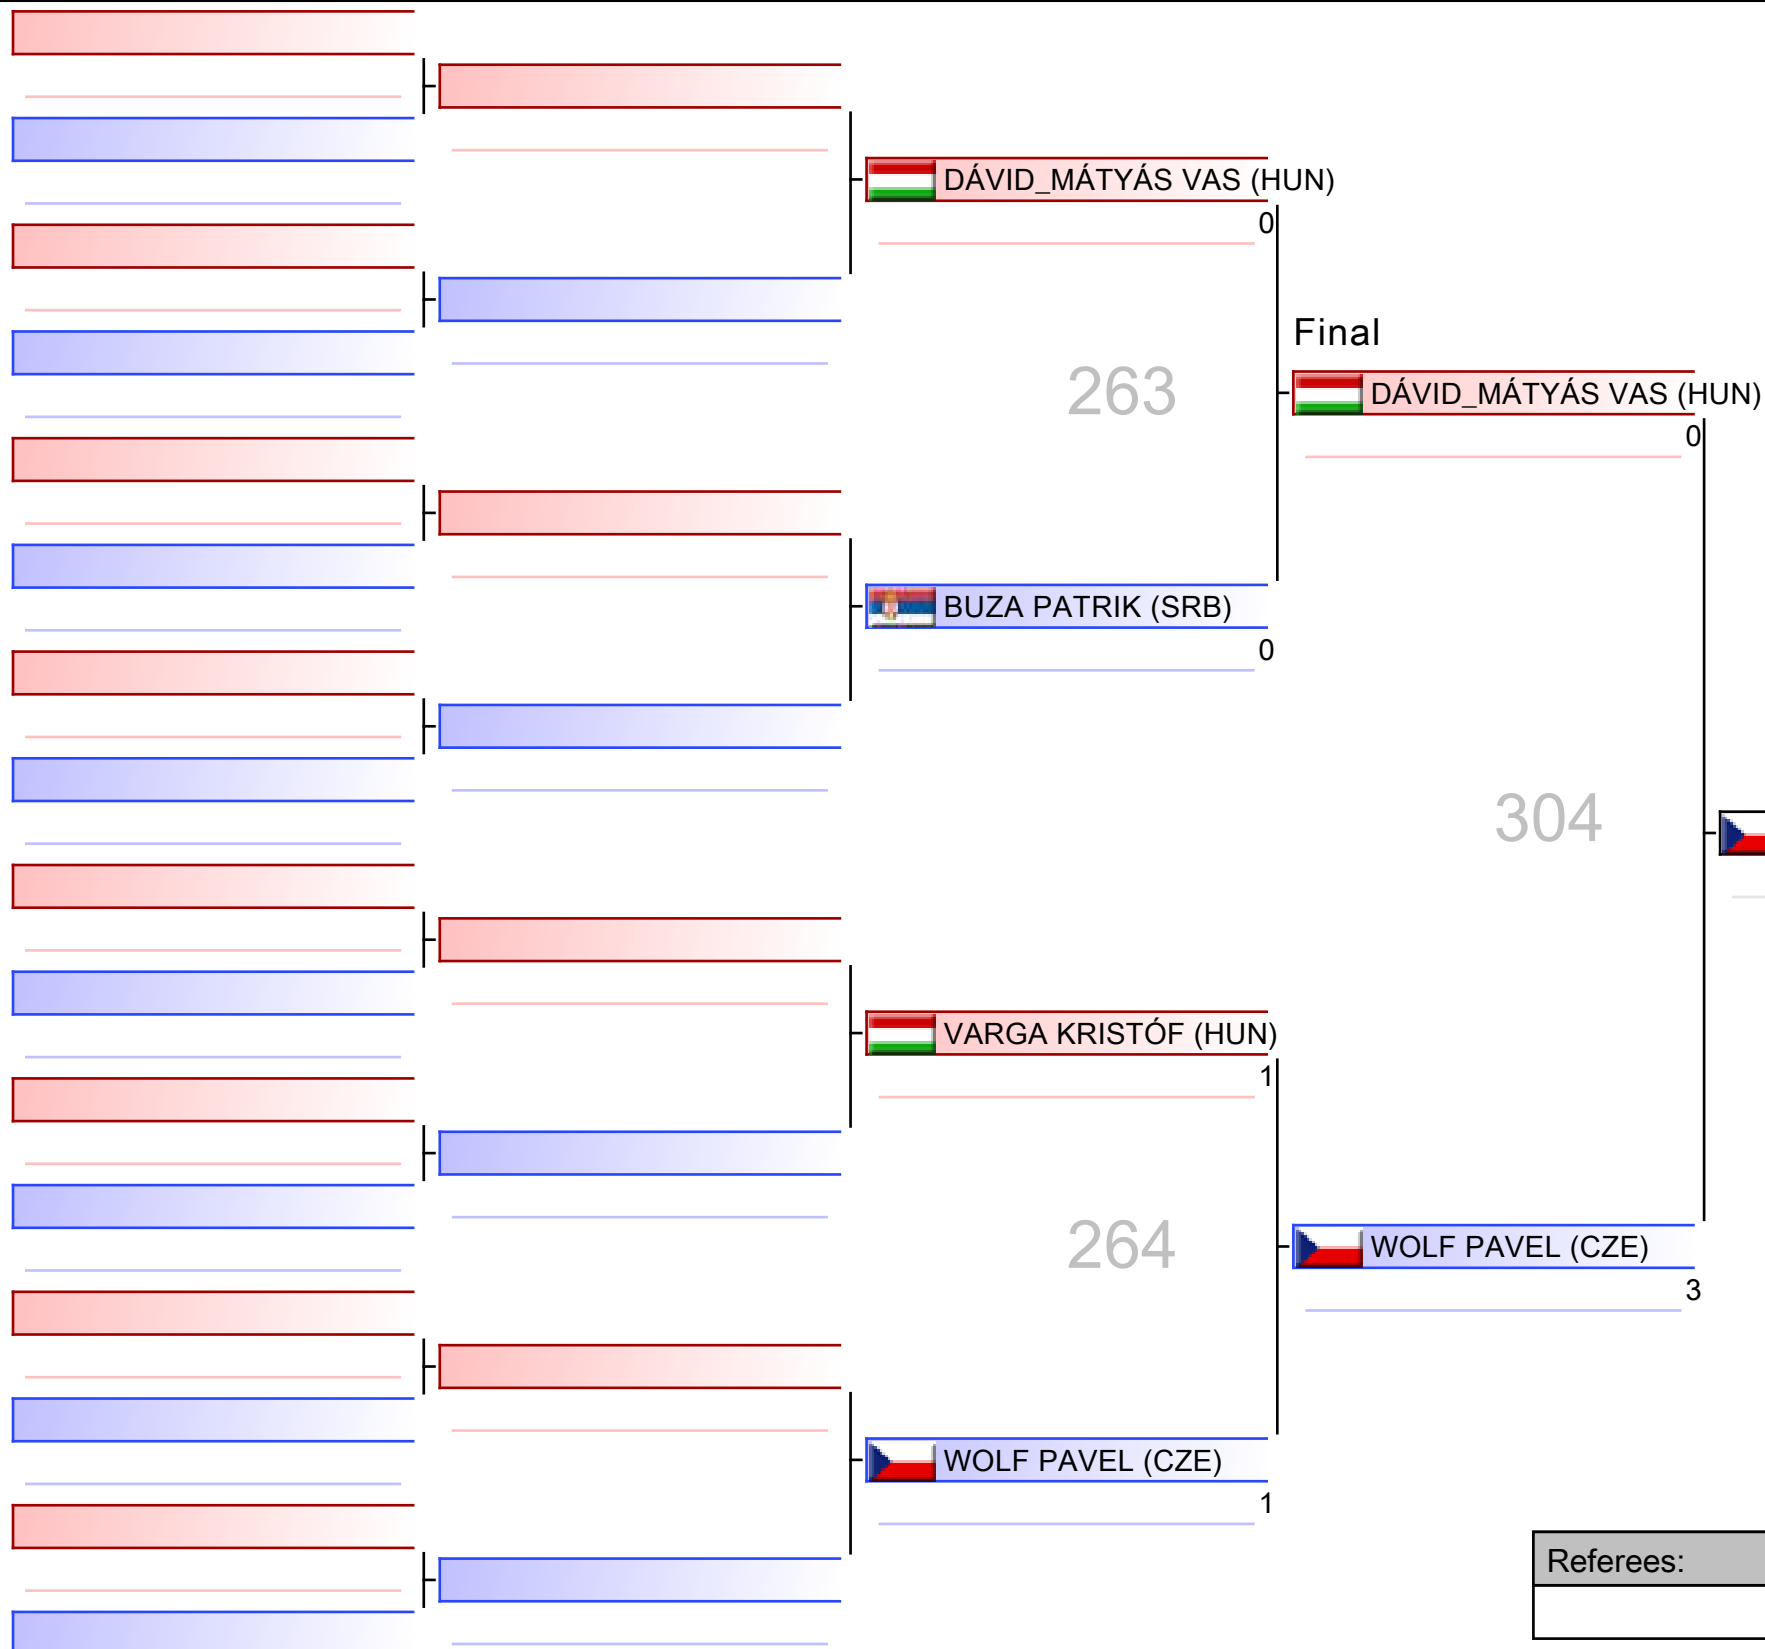 DÁVID_MÁTYÁS VAS (HUN)
0
Final
263
DÁVID_MÁTYÁS VAS (HUN)
0
BUZA PATRIK (SRB)
0
304
VARGA KRISTÓF (HUN)
1
264
WOLF PAVEL (CZE)
3
WOLF PAVEL (CZE)
1
Referees: